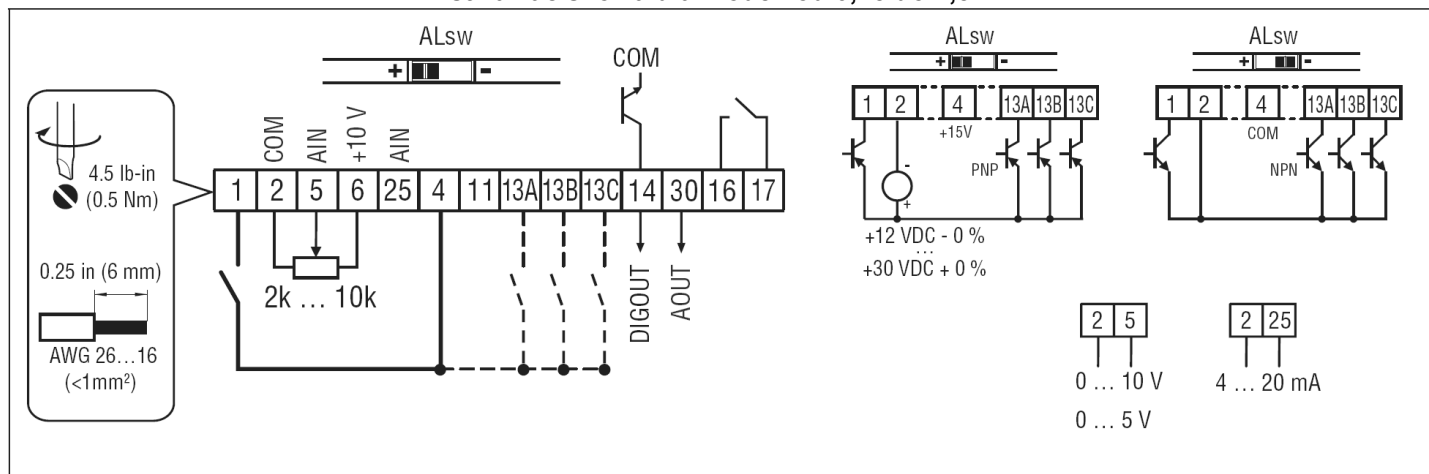 ALsw
+ -
COM
4.5 lb-in
(0.5 Nm)
0.25 in (6 mm)
AWG 26…16
(<1mm²)
COM AIN +10 V AIN
1 2 5 6 25 4 11 13A 13B 13C 14 30 16 17
2k … 10k
DIGOUT AOUT
ALsw
+ -
1 2 4 13A 13B 13C
+15V
PNP
-
+
+12 VDC - 0 %
...
+30 VDC + 0 %
ALsw
+ -
1 2 4 13A 13B 13C
COM
NPN
2 5
0 … 10 V
0 … 5 V
2 25
4 … 20 mA